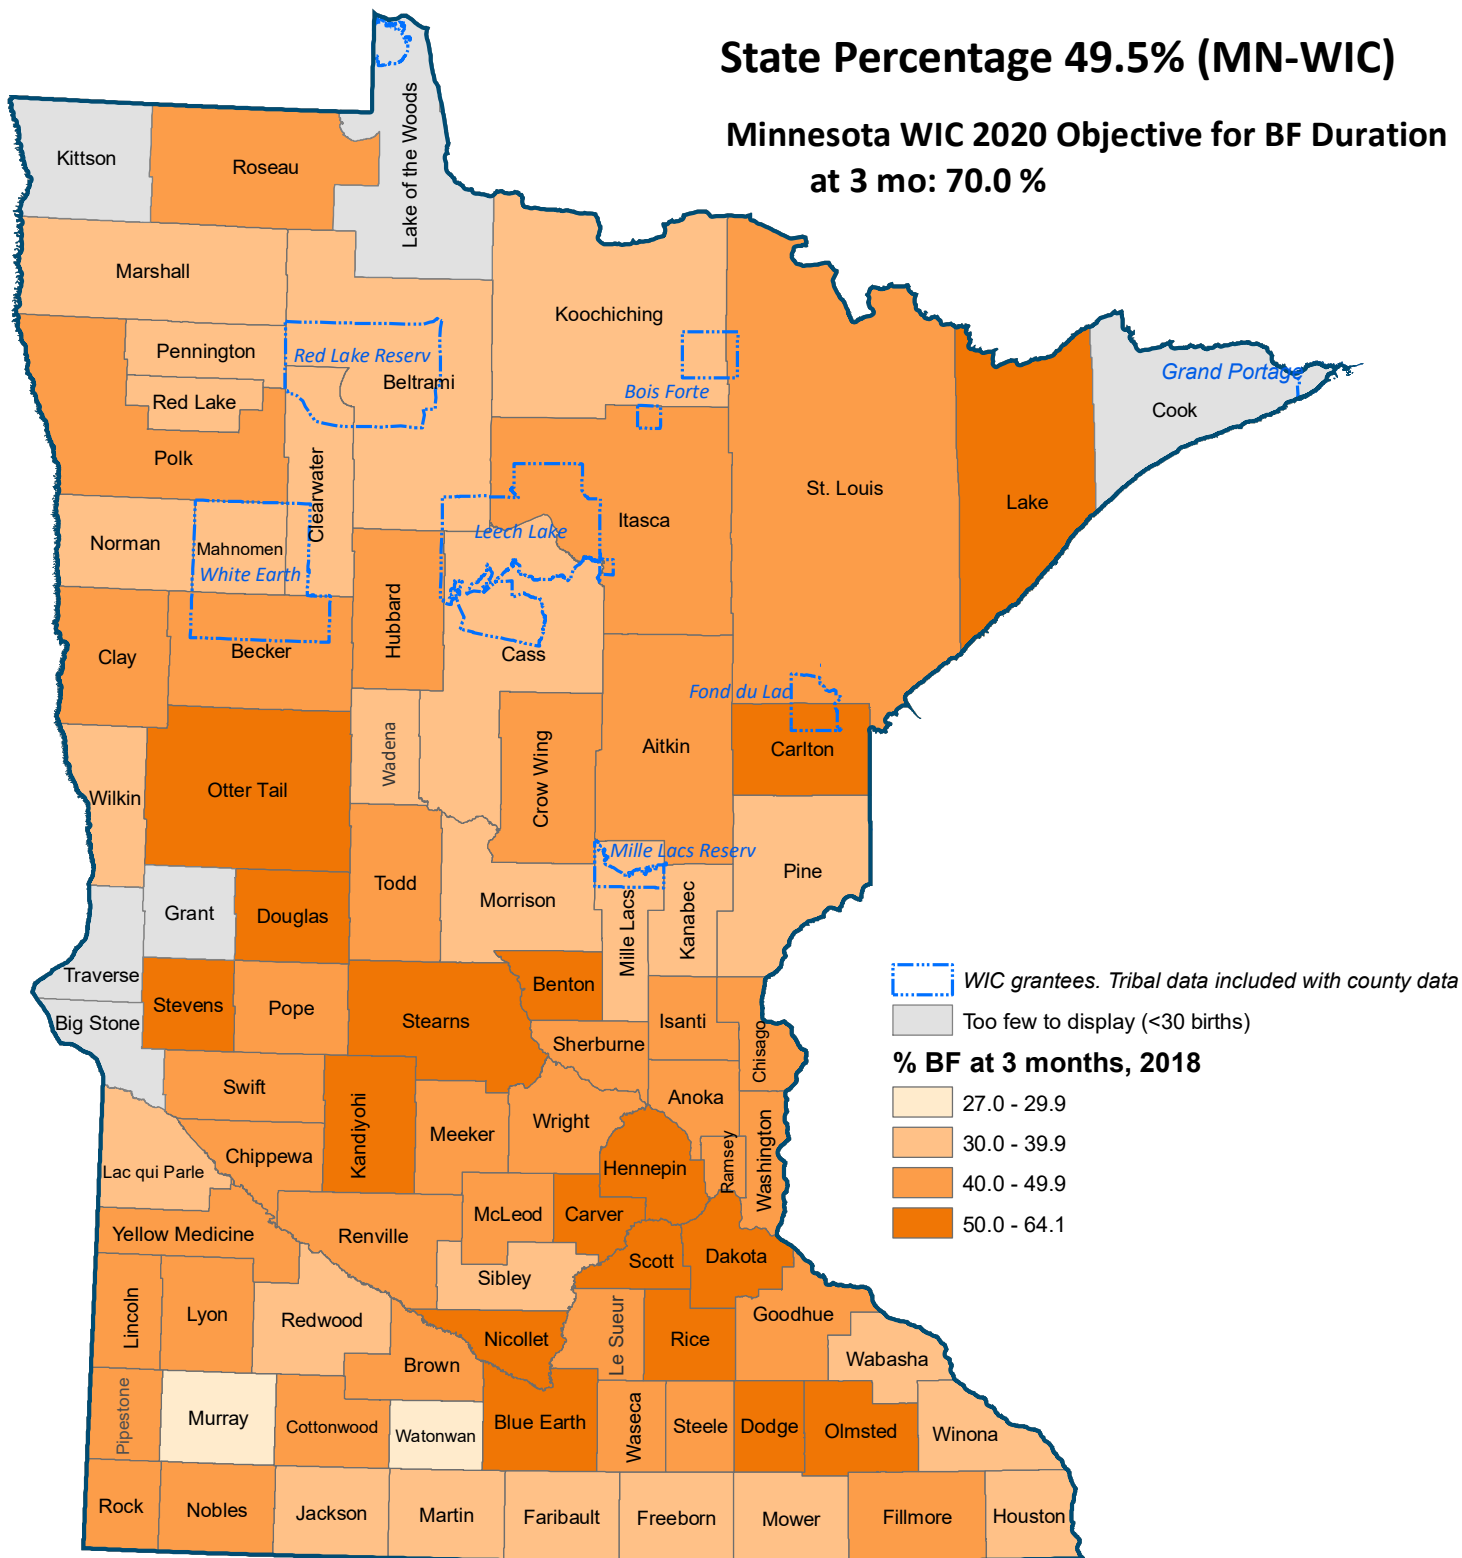 State Percentage 49.5% (MN-WIC)
Minnesota WIC 2020 Objective for BF Duration
at 3 mo: 70.0 %
Kittson
Roseau
Lake of the Woods
Marshall
Koochiching
Pennington
Red Lake Reserv
Beltrami
Red Lake
Bois Forte
Grand Portage
Cook
Polk
Clearwater
St. Louis
Lake
Itasca
Leech Lake
Norman
Mahnomen
White Earth
Hubbard
Clay
Becker
Cass
Fond du Lac
Wadena
Crow Wing
Aitkin
Carlton
Otter Tail
Wilkin
Mille Lacs Reserv
Pine
Todd
Morrison
Mille Lacs
Kanabec
Grant
Douglas
Traverse
Benton
Stevens
Pope
Stearns
Isanti
Big Stone
Sherburne
Chisago
Swift
Anoka
Kandiyohi
Meeker
Wright
Washington
Ramsey
Chippewa
Hennepin
Lac qui Parle
McLeod
Carver
Yellow Medicine
Renville
Dakota
Scott
Sibley
Lincoln
Lyon
Redwood
Goodhue
Nicollet
Le Sueur
Rice
Brown
Wabasha
Pipestone
Murray
Cottonwood
Watonwan
Blue Earth
Waseca
Steele
Dodge
Olmsted
Winona
Rock
Nobles
Jackson
Martin
Faribault
Freeborn
Mower
Fillmore
Houston
WIC grantees. Tribal data included with county data
Too few to display (<30 births)
% BF at 3 months, 2018
27.0 - 29.9
30.0 - 39.9
40.0 - 49.9
50.0 - 64.1